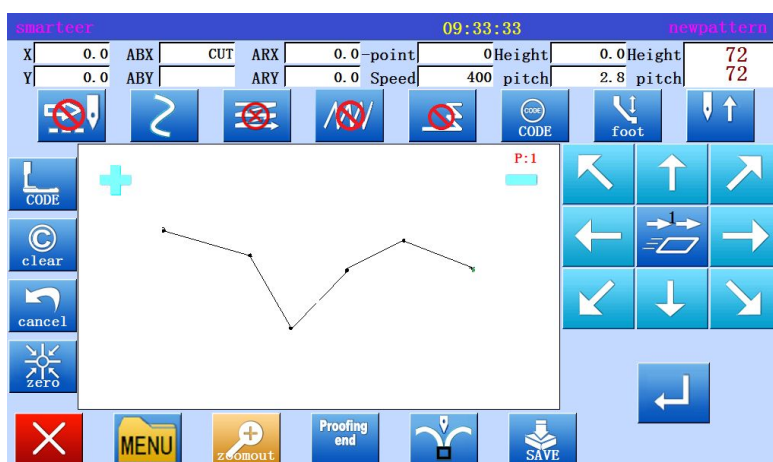 smarteer 09:33:33 newpattern
X 0.0 ABX CUT ARX 0.0 -point 0 Height 0.0 Height 72
Y 0.0 ABY ARY 0.0 Speed 400 pitch 2.8 pitch 72
CODE
CODE
foot
P:1
CODE
©
clear
1
cancel
zero
MENU
zoomout
Proofing
end
SAVE